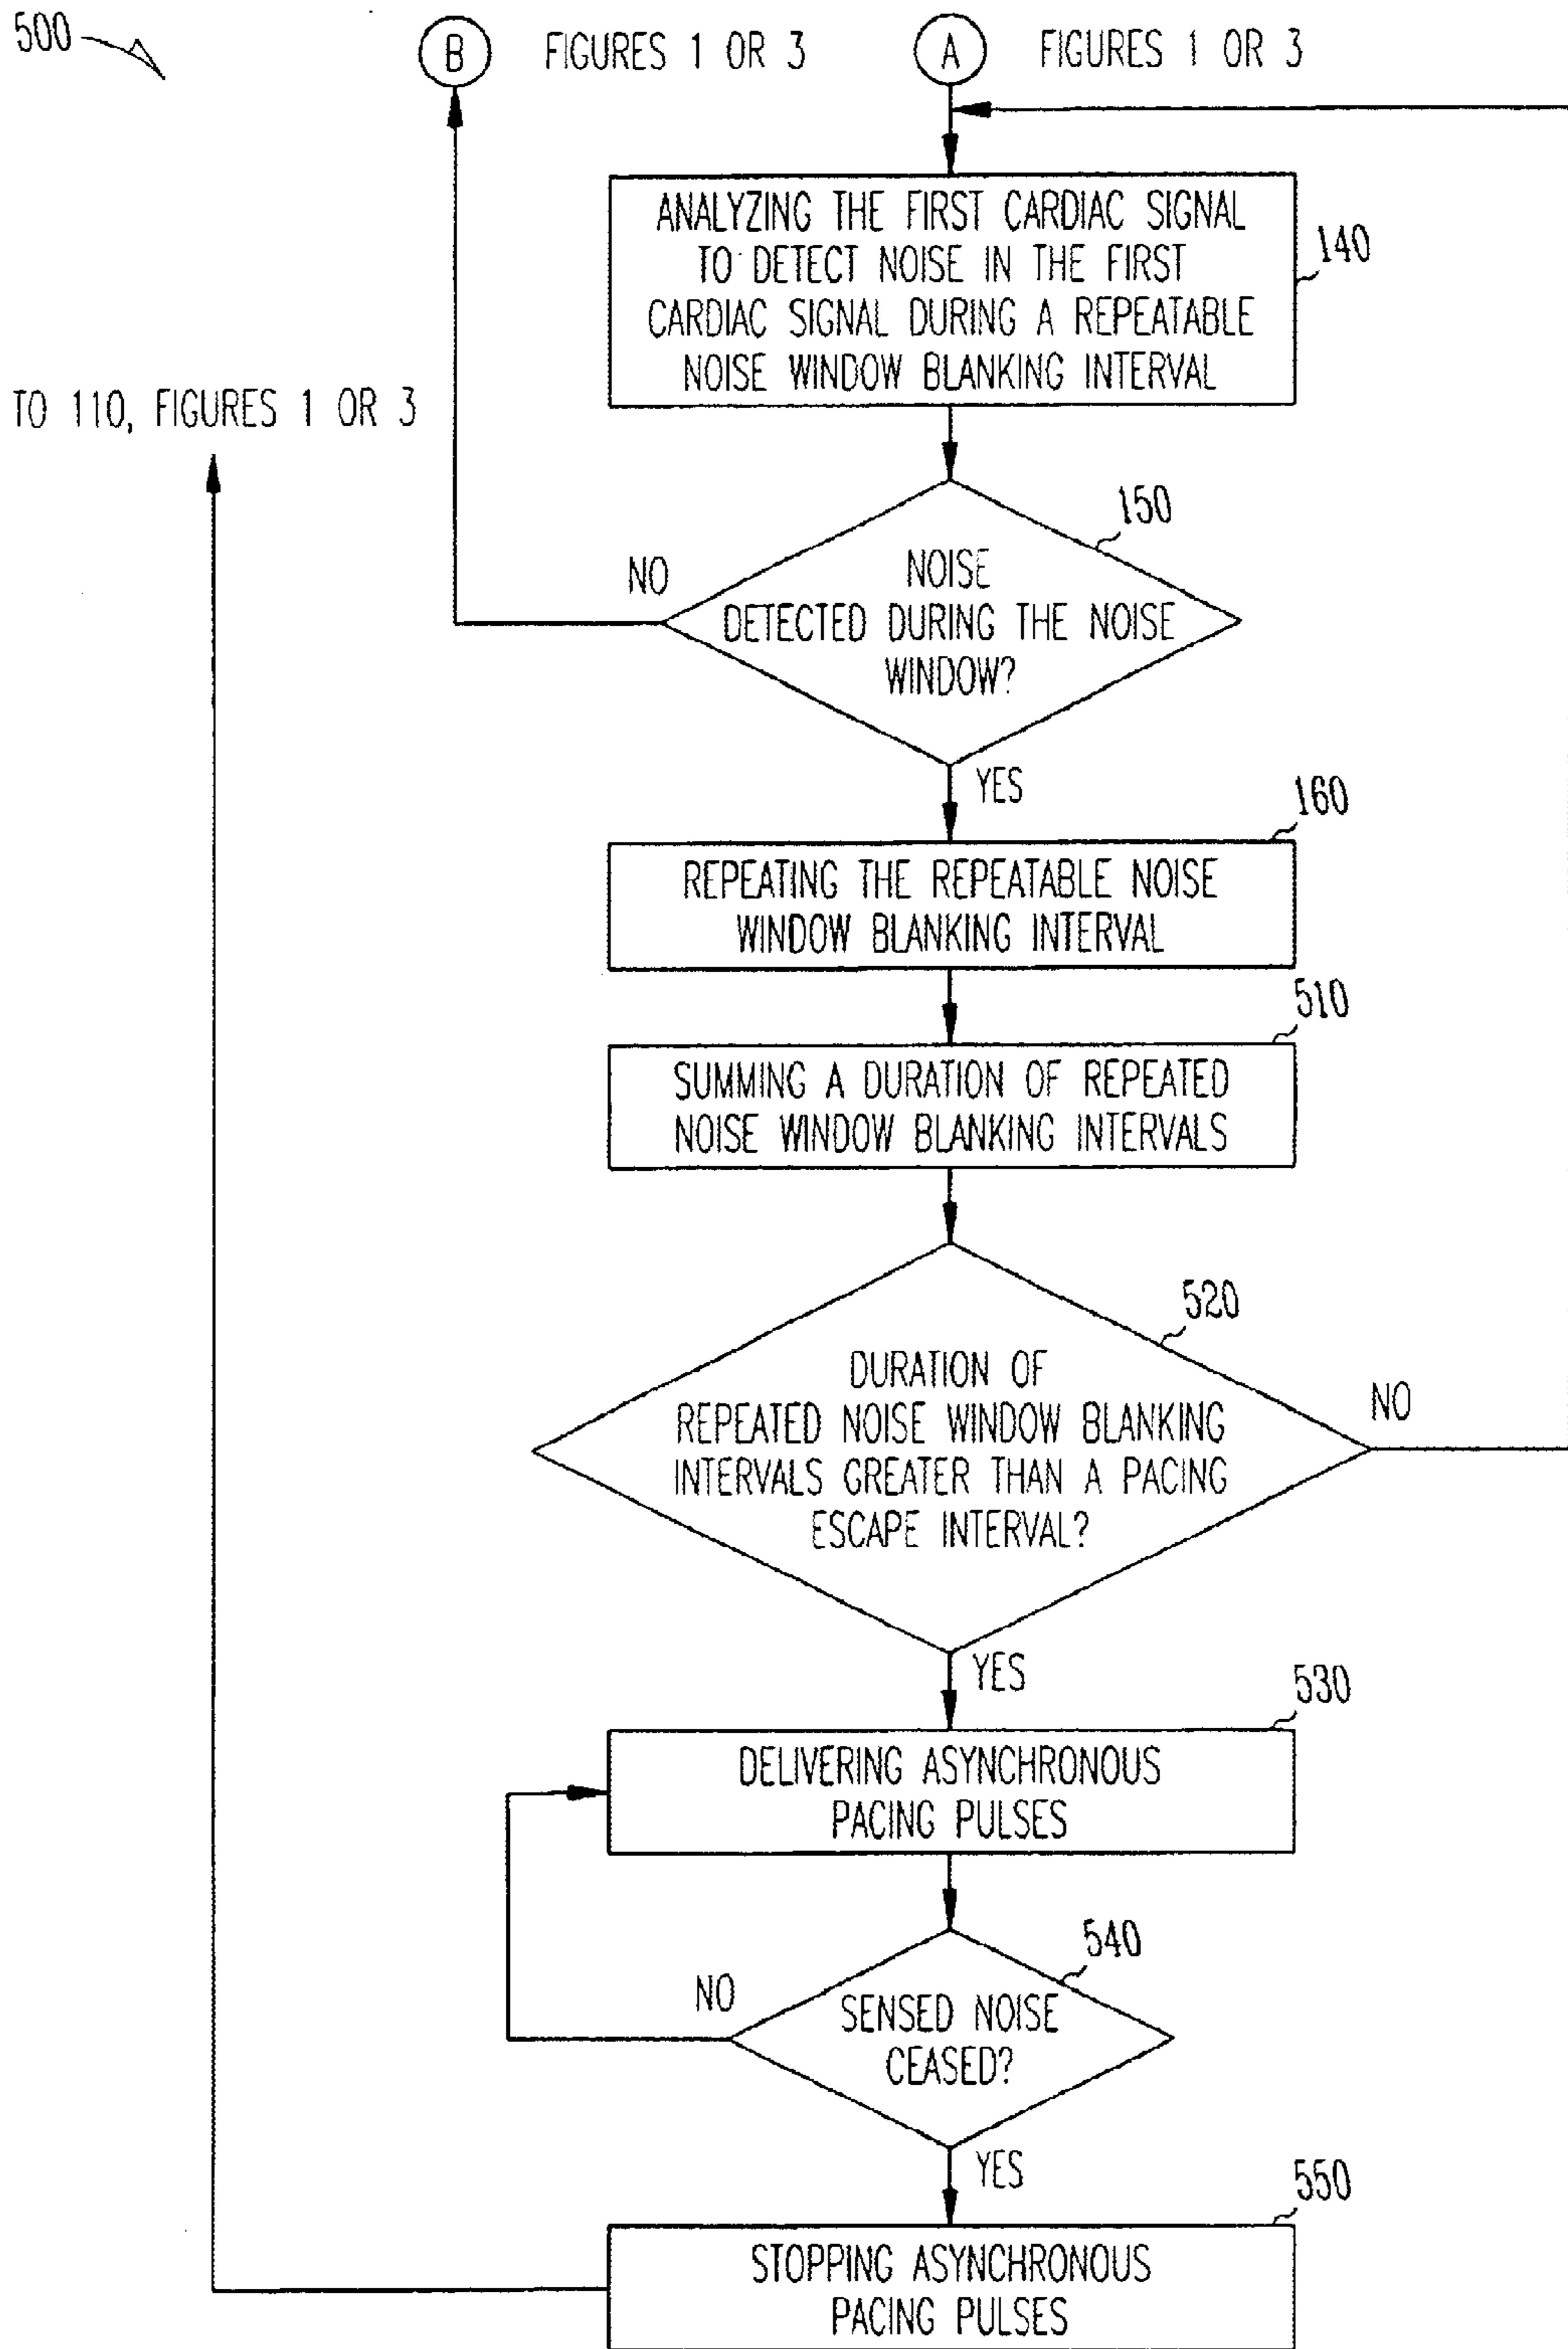 500
B FIGURES 1 OR 3
A FIGURES 1 OR 3
ANALYZING THE FIRST CARDIAC SIGNAL
TO DETECT NOISE IN THE FIRST
CARDIAC SIGNAL DURING A REPEATABLE
NOISE WINDOW BLANKING INTERVAL
140
TO 110, FIGURES 1 OR 3
150
NO
NOISE
DETECTED DURING THE NOISE
WINDOW?
YES
160
REPEATING THE REPEATABLE NOISE
WINDOW BLANKING INTERVAL
510
SUMMING A DURATION OF REPEATED
NOISE WINDOW BLANKING INTERVALS
520
DURATION OF
REPEATED NOISE WINDOW BLANKING
INTERVALS GREATER THAN A PACING
ESCAPE INTERVAL?
NO
YES
530
DELIVERING ASYNCHRONOUS
PACING PULSES
540
NO
SENSED NOISE
CEASED?
YES
550
STOPPING ASYNCHRONOUS
PACING PULSES